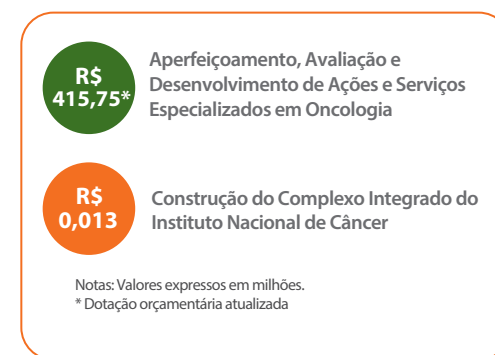 R$
415,75*
Aperfeiçoamento, Avaliação e
Desenvolvimento de Ações e Serviços
Especializados em Oncologia
R$
0,013
Construção do Complexo Integrado do
Instituto Nacional de Câncer
Notas: Valores expressos em milhões.
* Dotação orçamentária atualizada